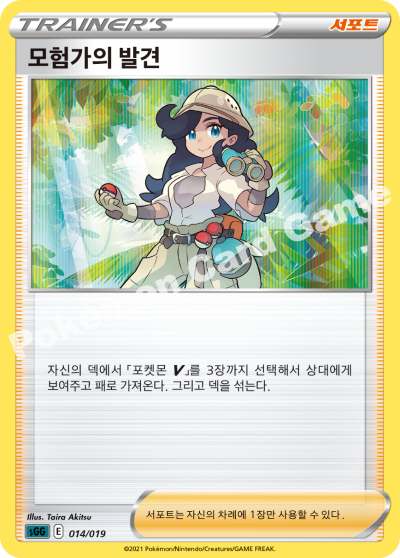 TRAINER'S
서포트
모험가의 발견
Pokémon Card Game
자신의 덱에서 「포켓몬 V」를 3장까지 선택해서 상대에게
보여주고 패로 가져온다. 그리고 덱을 섞는다.
Illus. Taira Akitsu
sGG E 014/019
서포트는 자신의 차례에 1장만 사용할 수 있다.
©2021 Pokémon/Nintendo/Creatures/GAME FREAK.